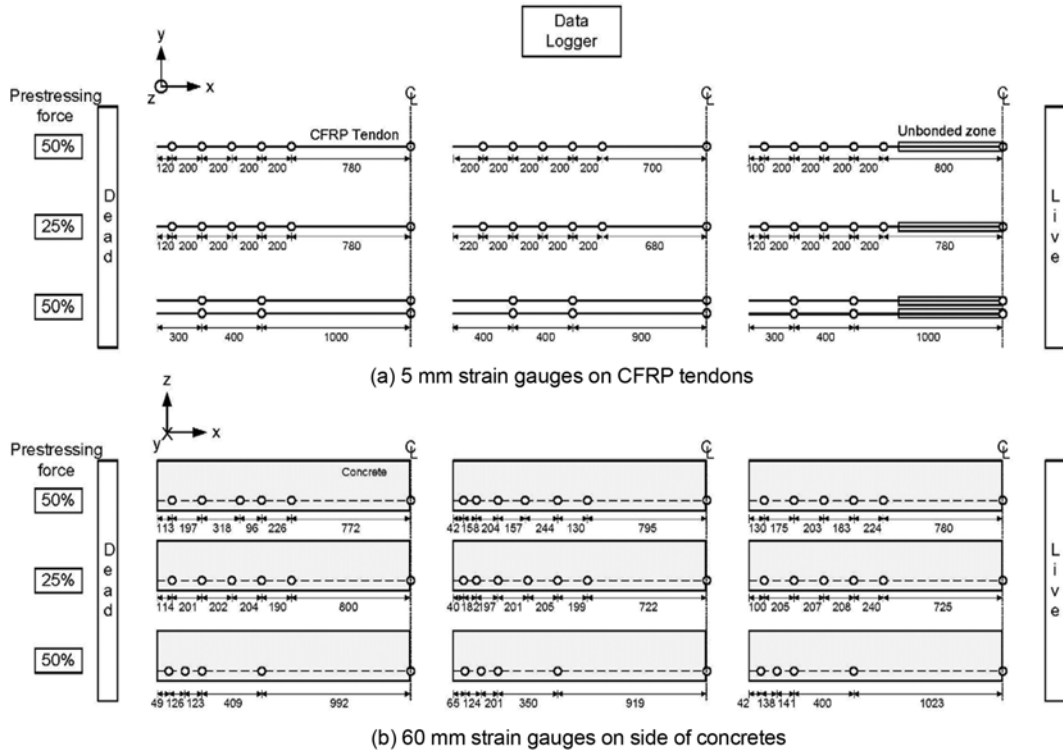 Data
Logger
y
z
x
Prestressing
force
℄
℄
℄
50%
CFRP Tendon
Unbonded zone
120 200 200 200 200 780
200 200 200 200 200 700
100 200 200 200 200 800
Dead
Live
25%
120 200 200 200 200 780
220 200 200 200 200 680
120 200 200 200 200 780
50%
300 400 1000
400 400 900
300 400 1000
(a) 5 mm strain gauges on CFRP tendons
z
y
x
Prestressing
force
℄
℄
℄
Concrete
50%
113 197 318 96 226 772
42 158 204 157 244 130 795
130 175 203 183 224 780
Dead
Live
25%
114 201 202 204 190 800
40 182 197 201 205 199 722
100 205 207 208 240 725
50%
49 126 123 409 992
65 124 201 350 919
42 138 141 400 1023
(b) 60 mm strain gauges on side of concretes